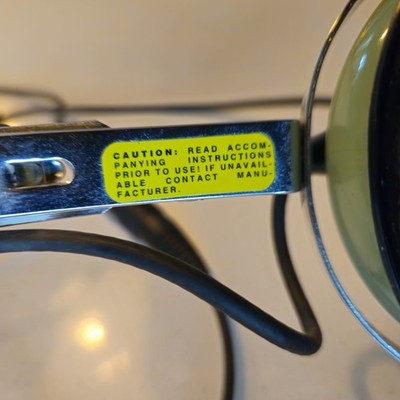 CAUTION: READ ACCOM-
PANYING INSTRUCTIONS
PRIOR TO USE! IF UNAVAIL-
ABLE CONTACT MANU-
FACTURER.